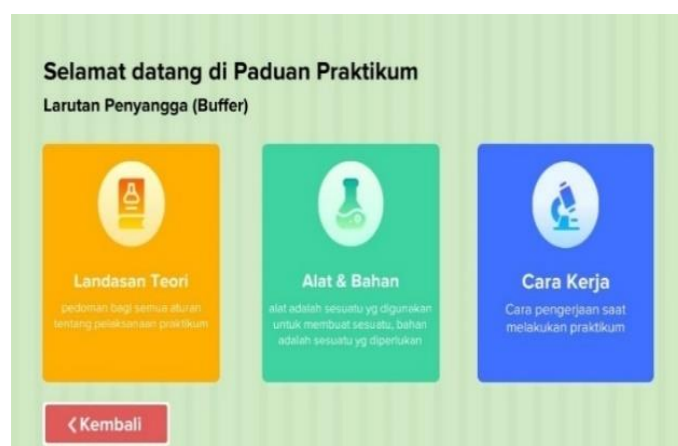 Selamat datang di Paduan Praktikum
Larutan Penyangga (Buffer)
Landasan Teori
pedoman bagi semua aturan
tentang pelaksanaan praktikum
Alat & Bahan
alat adalah sesuatu yg digunakan
untuk membuat sesuatu, bahan
adalah sesuatu yg diperlukan
Cara Kerja
Cara pengerjaan saat
melakukan praktikum
Kembali